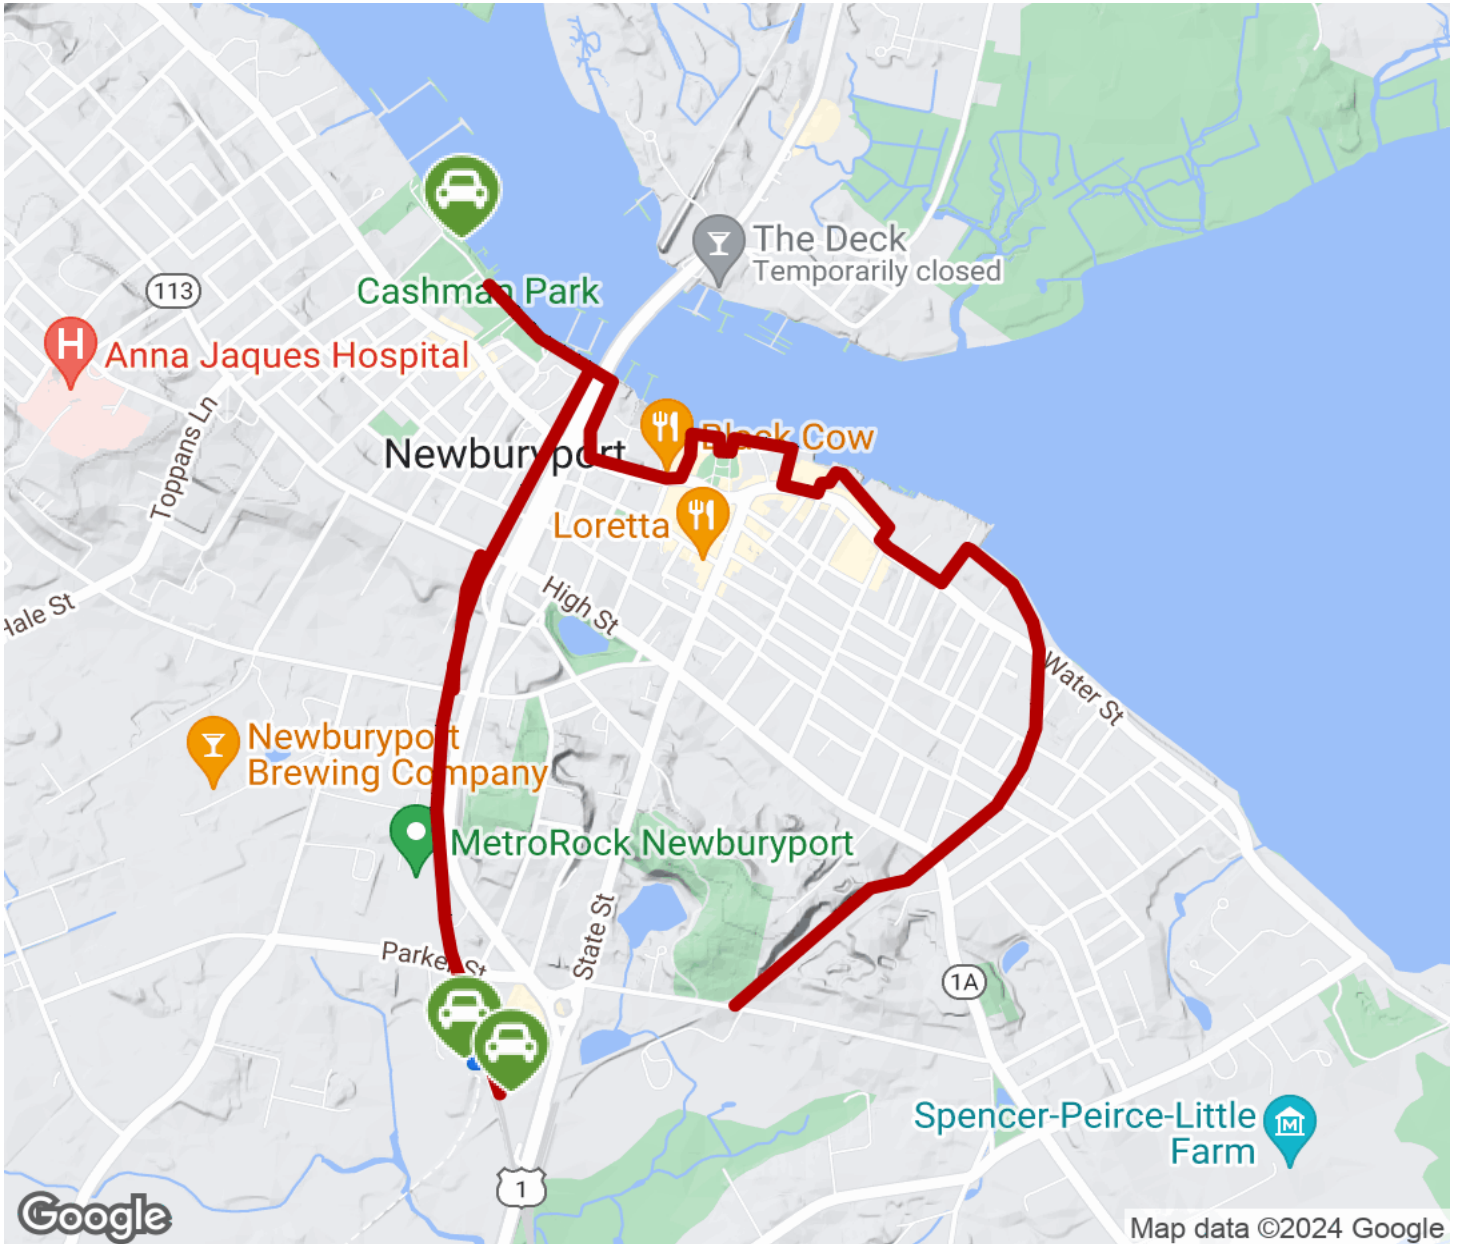 The Deck
Temporarily closed
Cashman Park
113
H
Anna Jaques Hospital
Toppans Ln
Black Cow
Newburyport
Loretta
High St
Hale St
Water St
Newburyport
Brewing Company
MetroRock Newburyport
State St
Parker St
1A
Spencer-Peirce-Little
Farm
M
1
Google
Map data ©2024 Google